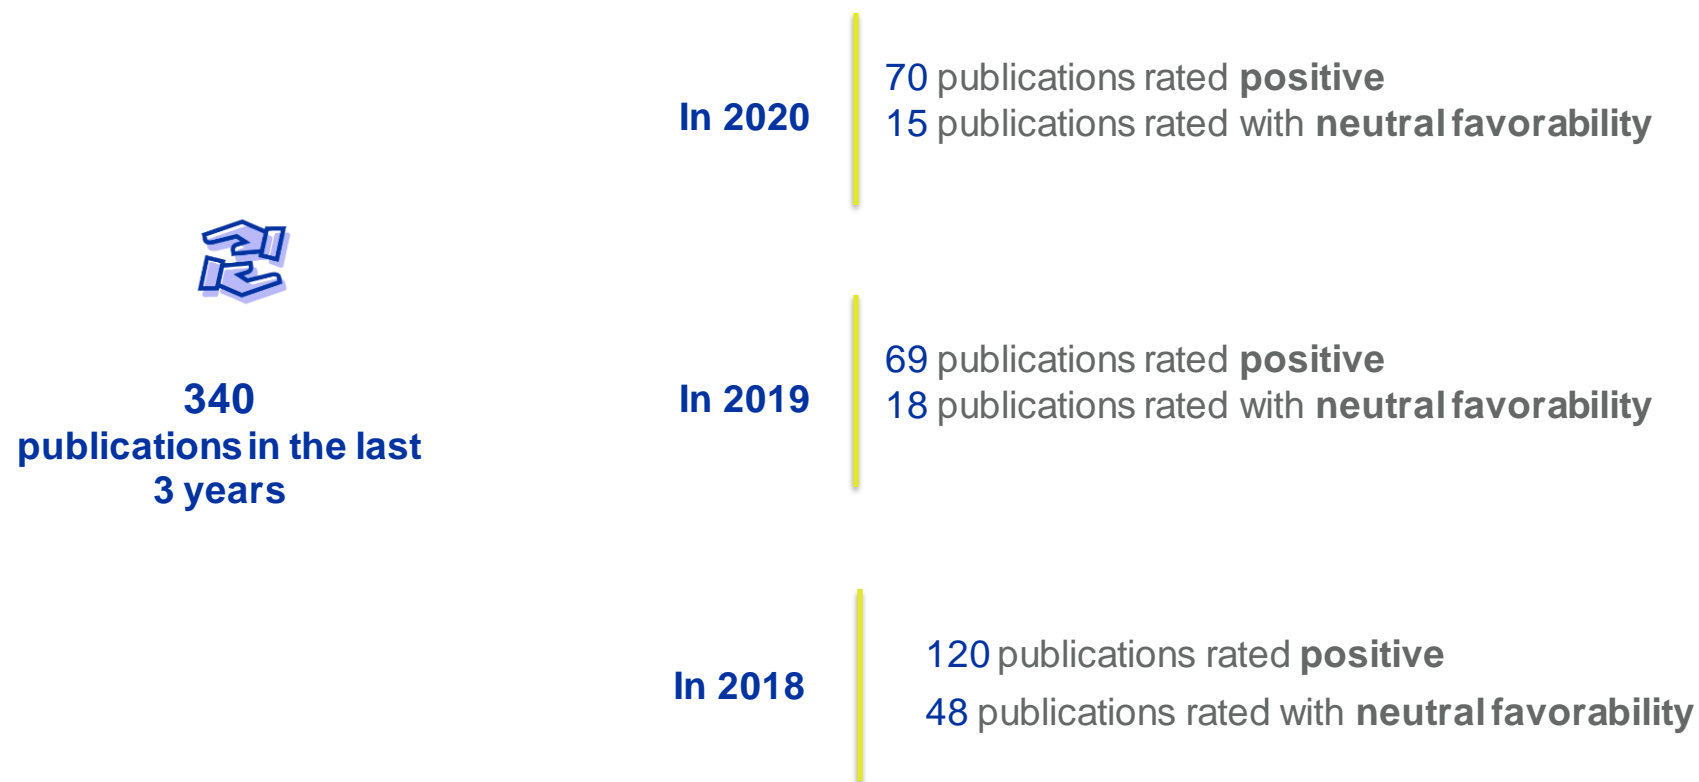 340
publications in the last
3 years
In 2020
70 publications rated positive
15 publications rated with neutral favorability
In 2019
69 publications rated positive
18 publications rated with neutral favorability
In 2018
120 publications rated positive
48 publications rated with neutral favorability